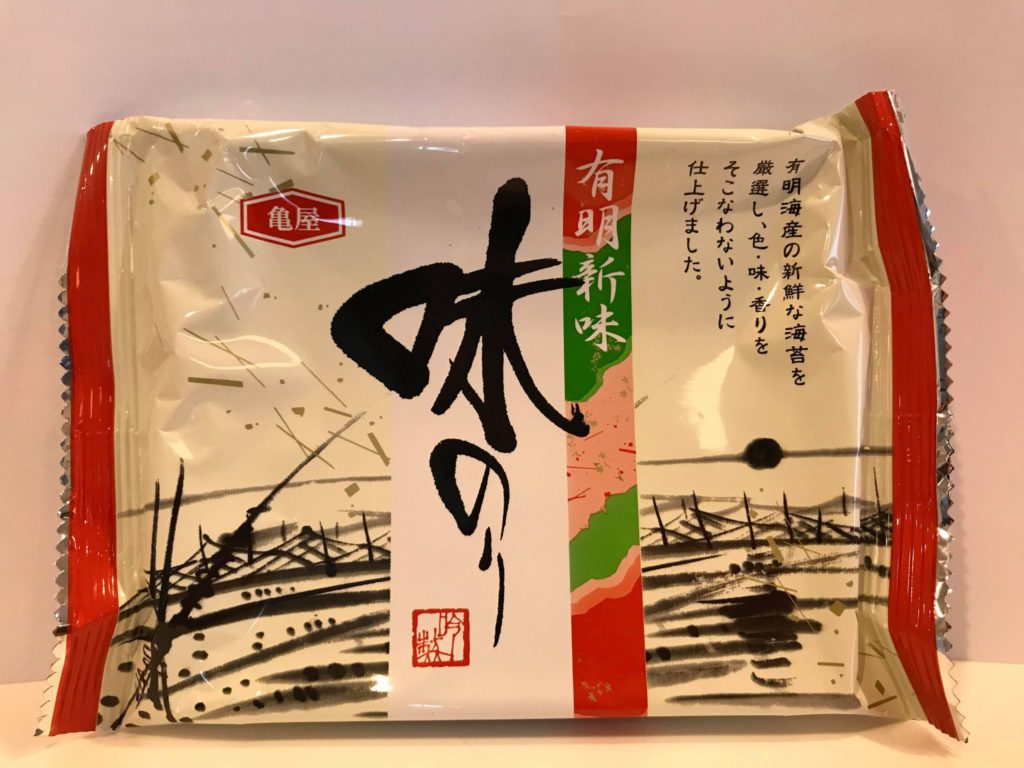 有明海産の新鮮な海苔を
厳選し、色・味・香りを
そこなわないように
仕上げました。
有明新味
味のり
亀屋